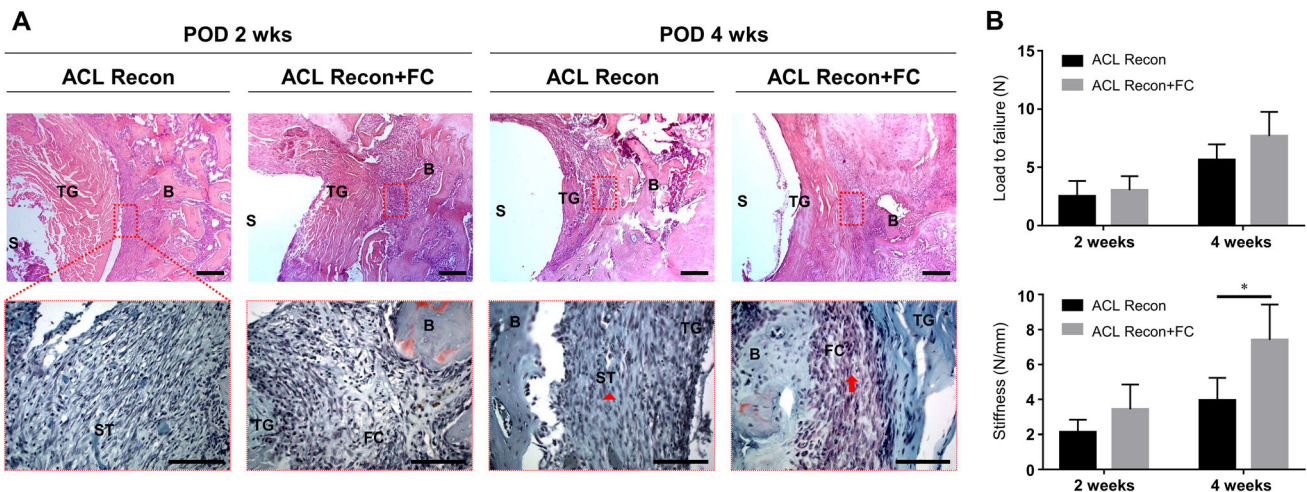 A
POD 2 wks
POD 4 wks
ACL Recon
ACL Recon+FC
ACL Recon
ACL Recon+FC
TG
B
S
TG
B
S
TG
B
S
TG
B
S
ST
B
TG
FC
B
TG
ST
B
FC
TG
B
ACL Recon
ACL Recon+FC
Load to failure (N)
15
10
5
0
2 weeks
4 weeks
ACL Recon
ACL Recon+FC
*
Stiffness (N/mm)
10
8
6
4
2
0
2 weeks
4 weeks